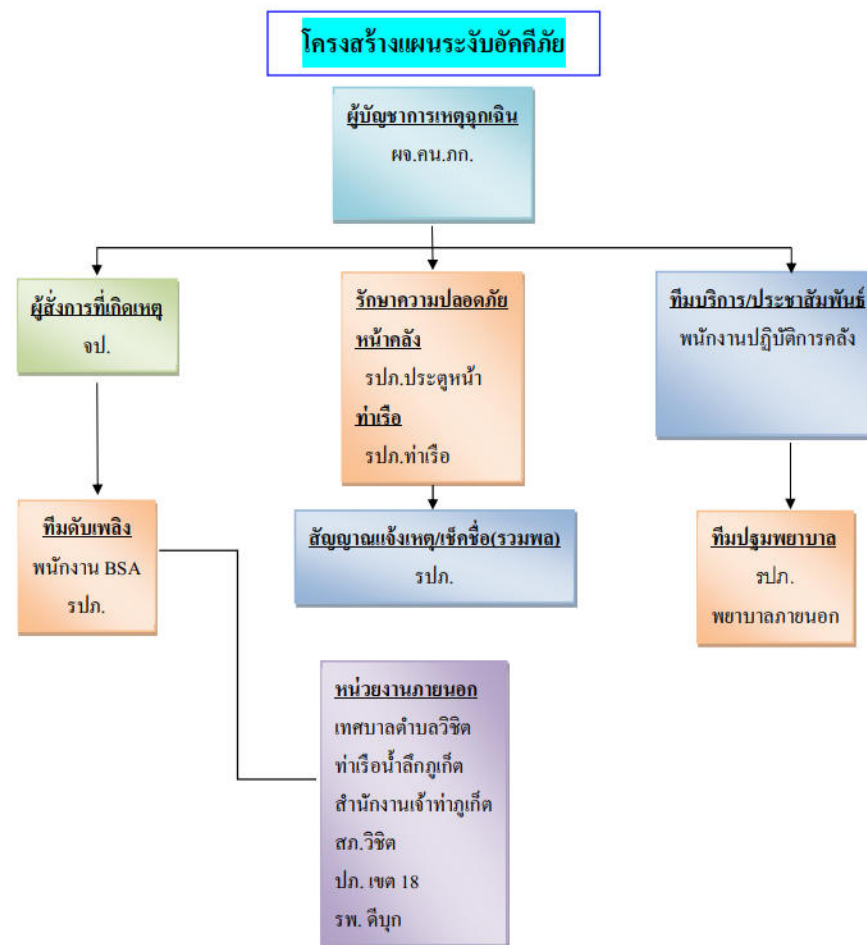 โครงสร้างแผนระงับอัคคีภัย
ผู้บัญชาการเหตุฉุกเฉิน
ผจ.คน.ภก.
ผู้สั่งการที่เกิดเหตุ
จป.
รักษาความปลอดภัย
หน้าคลัง
รปภ.ประตูหน้า
ท่าเรือ
รปภ.ท่าเรือ
ทีมบริการ/ประชาสัมพันธ์
พนักงานปฏิบัติการคลัง
ทีมดับเพลิง
พนักงาน BSA
รปภ.
สัญญาณแจ้งเหตุ/เช็คชื่อ(รวมพล)
รปภ.
ทีมปฐมพยาบาล
รปภ.
พยาบาลภายนอก
หน่วยงานภายนอก
เทศบาลตำบลวิชิต
ท่าเรือน้ำลึกภูเก็ต
สำนักงานเจ้าท่าภูเก็ต
สภ.วิชิต
ปภ. เขต 18
รพ. ดีบุก